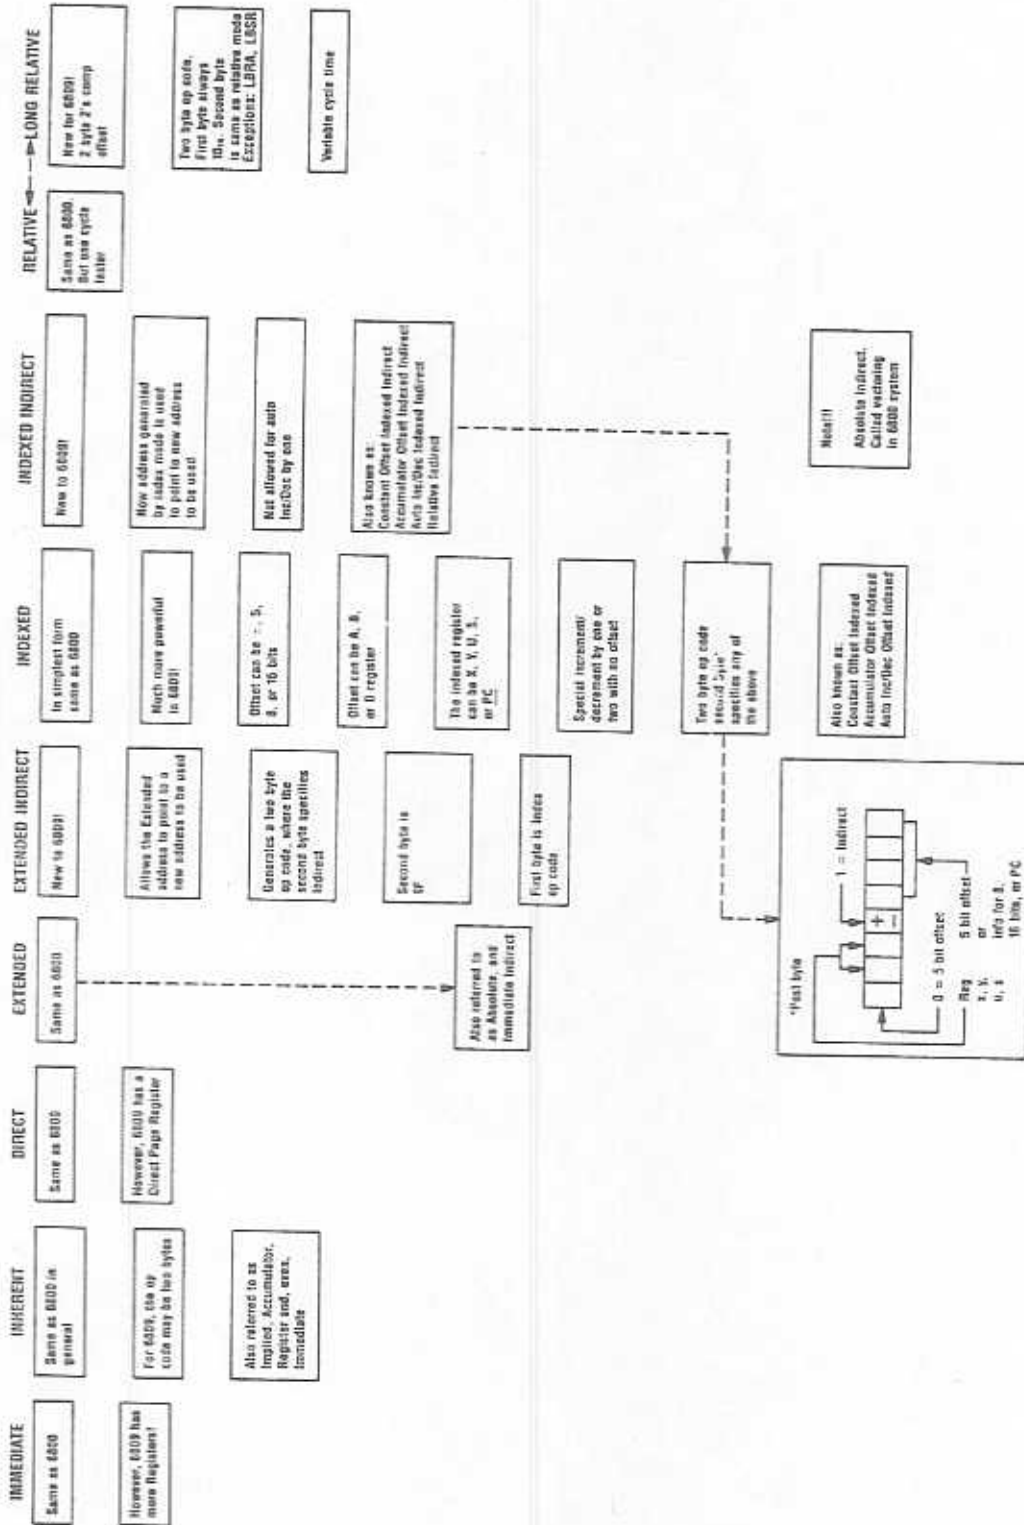 IMMEDIATE
Same as 6800
However, 6809 has
more Registers!
INHERENT
Same as 6800 in
general
For 6809, the op
code may be two bytes
Also referred to as
Implied, Accumulator,
Register and, even,
Immediate
DIRECT
Same as 6800
However, 6809 has a
Direct Page Register
EXTENDED
Same as 6800
Also referred to
as Absolute, and
Immediate Indirect
EXTENDED INDIRECT
New to 6809!
Allows the Extended
address to point to a
new address to be used
Generates a two byte
op code, where the
second byte specifies
Indirect
Second byte is
9F
First byte is Index
op code
INDEXED
In simplest form
same as 6800
Much more powerful
in 6809!
Offset can be 5,
8, or 16 bits
Offset can be A, B,
or D register
The indexed register
can be X, Y, U, S,
or PC
Special increment/
decrement by one or
two with no offset
Two byte op code
second byte*
specifies any of
the above
Also known as:
Constant Offset Indexed
Accumulator Offset Indexed
Auto Inc/Dec Offset Indexed
*Post byte
1 = Indirect
+
−
0 = 5 bit offset
Reg
x, y,
u, s
5 bit offset
or
info for 8,
16 bits, or PC
INDEXED INDIRECT
New to 6809!
Now address generated
by index mode is used
to point to new address
to be used
Not allowed for auto
Inc/Dec by one
Also known as:
Constant Offset Indexed Indirect
Accumulator Offset Indexed Indirect
Auto Inc/Dec Indexed Indirect
Relative Indirect
Note!!!
Absolute Indirect.
Called vectoring
in 6800 system
RELATIVE
LONG RELATIVE
Same as 6800.
But one cycle
faster
New for 6809!
2 byte 2's comp
offset
Two byte op code.
First byte always
10₁₆. Second byte
is same as relative mode
Exceptions: LBRA, LBSR
Variable cycle time